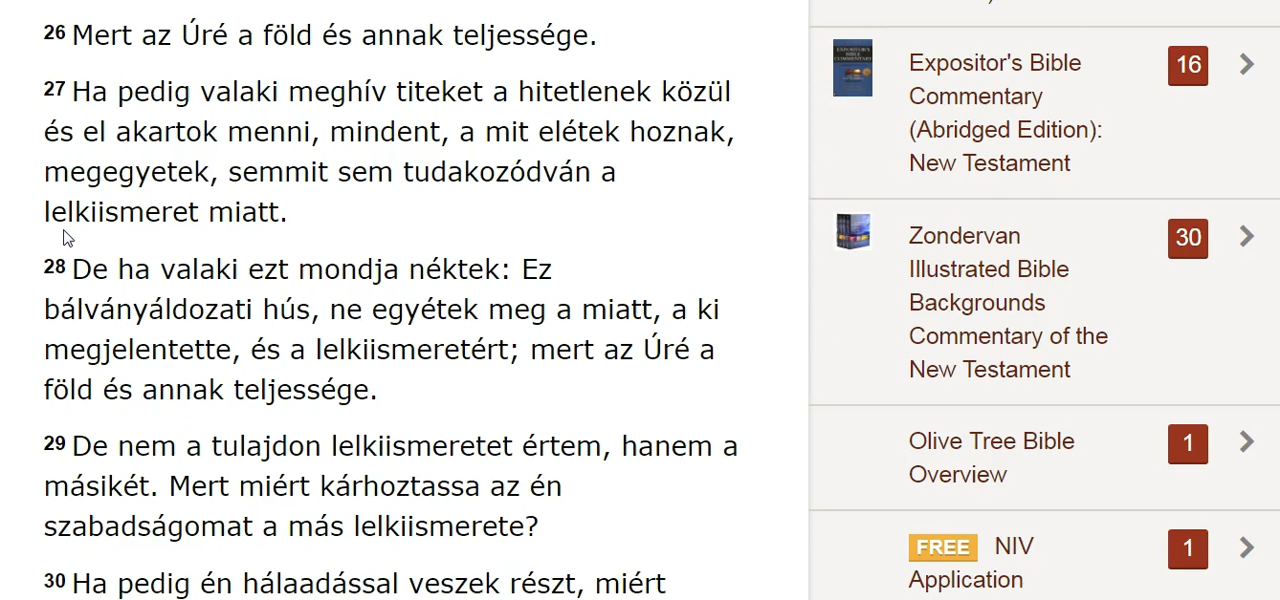 26 Mert az Úré a föld és annak teljessége.
27 Ha pedig valaki meghív titeket a hitetlenek közül
és el akartok menni, mindent, a mit elétek hoznak,
megegyetek, semmit sem tudakozódván a
lelkiismeret miatt.
28 De ha valaki ezt mondja néktek: Ez
bálványáldozati hús, ne egyétek meg a miatt, a ki
megjelentette, és a lelkiismeretért; mert az Úré a
föld és annak teljessége.
29 De nem a tulajdon lelkiismeretet értem, hanem a
másikét. Mert miért kárhoztassa az én
szabadságomat a más lelkiismerete?
30 Ha pedig én hálaadással veszek részt, miért
Expositor's Bible 16
Commentary
(Abridged Edition):
New Testament
Zondervan 30
Illustrated Bible
Backgrounds
Commentary of the
New Testament
Olive Tree Bible 1
Overview
FREE NIV 1
Application